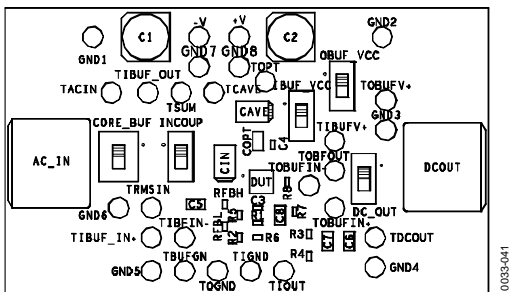 C1
-V
+V
C2
GND2
GND1
GND7
GND8
OBUF_VCC
TIBUF_OUT
TOPT
TACIN
TCAVE
IBUF_VCC
TOBUFV+
TSUM
CAVE
GND3
CORE_BUF
INCOUP
COPT
C4
TIBUFV+
AC_IN
TOBFOUT
DCOUT
CIN
TOBUFIN-
DUT
R8
TRMSIN
RFBH
C3
DC_OUT
GND6
C5
R5
C8
R7
TIBFIN-
RFBL
TOBUFIN+
TIBUF_IN+
R2
R6
R3
C7
C6
TDCOUT
R4
GND5
TBUFGN
TIGND
GND4
TOGND
TIOUT
0033-041